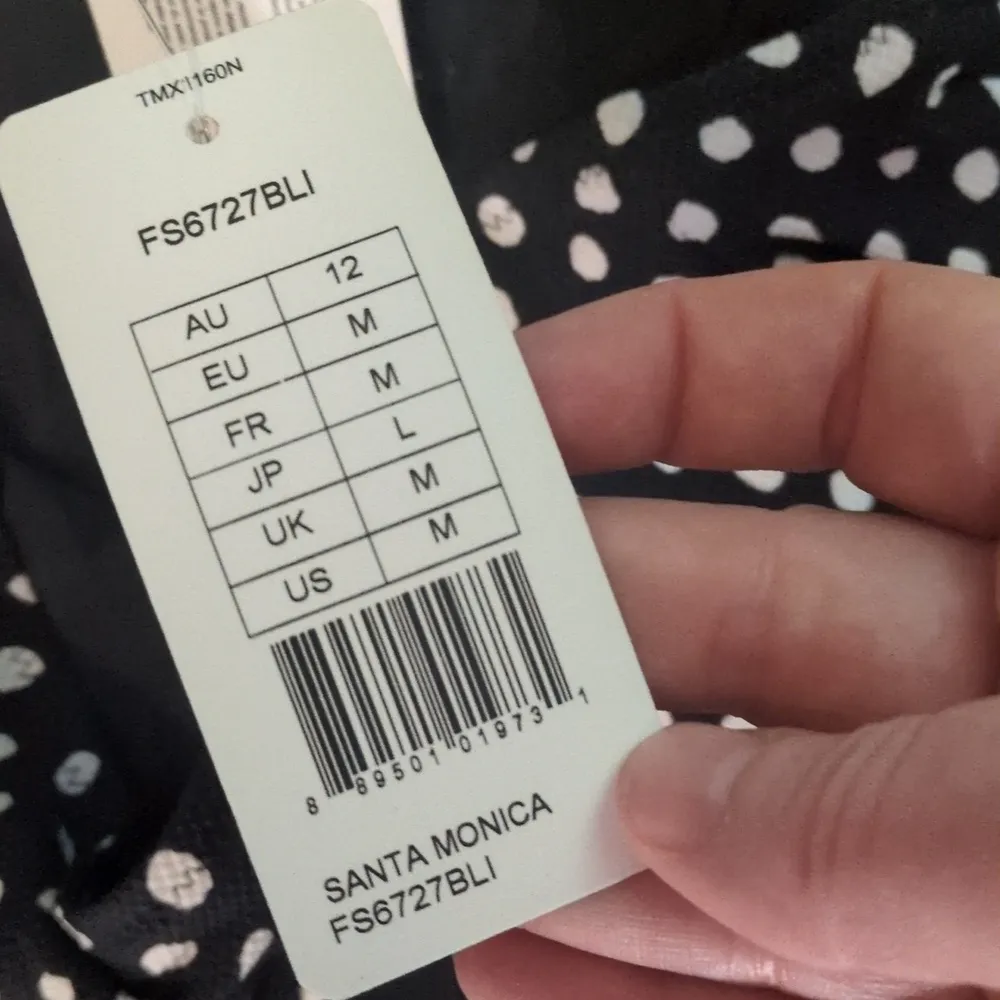 TMX1160N
FS6727BLI
AU 12
EU M
FR M
JP L
UK M
US M
8 89501 01973 1
SANTA MONICA
FS6727BLI